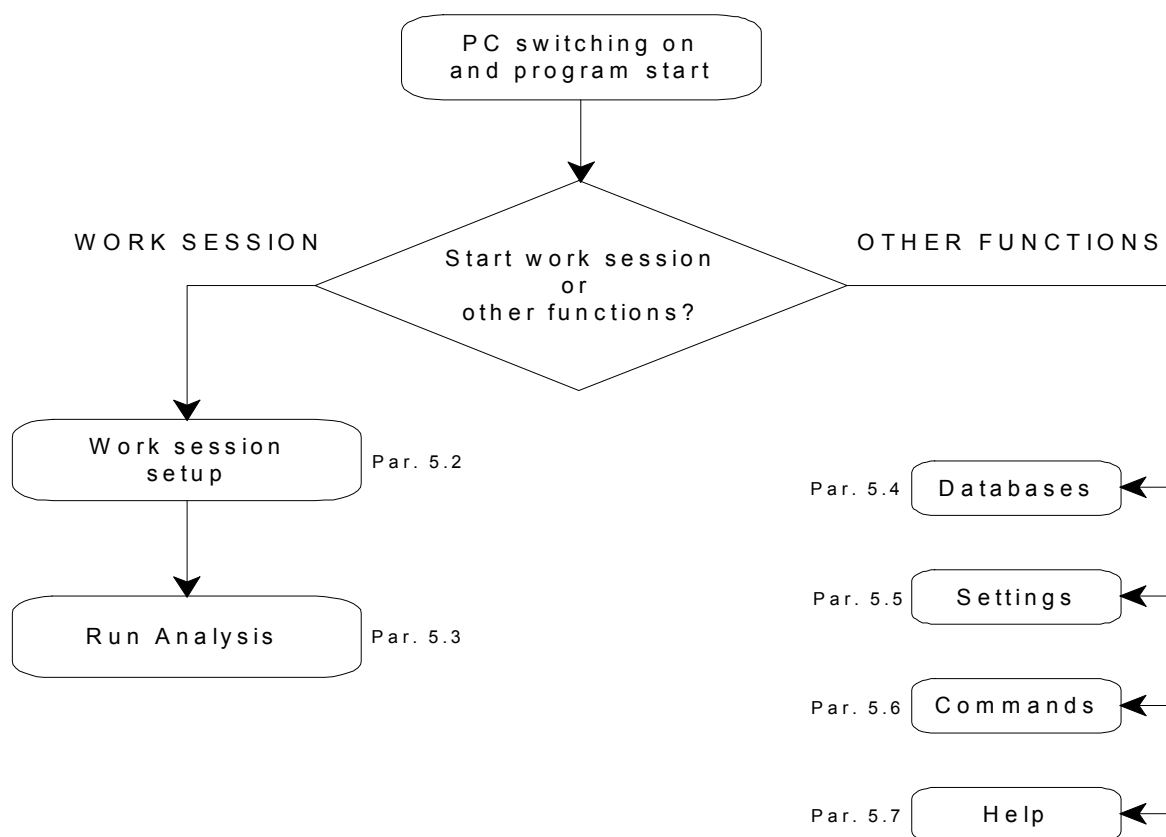 PC switching on
and program start
WORK SESSION
OTHER FUNCTIONS
Start work session
or
other functions?
Work session
setup
Par. 5.2
Par. 5.4
Databases
Run Analysis
Par. 5.3
Par. 5.5
Settings
Par. 5.6
Commands
Par. 5.7
Help